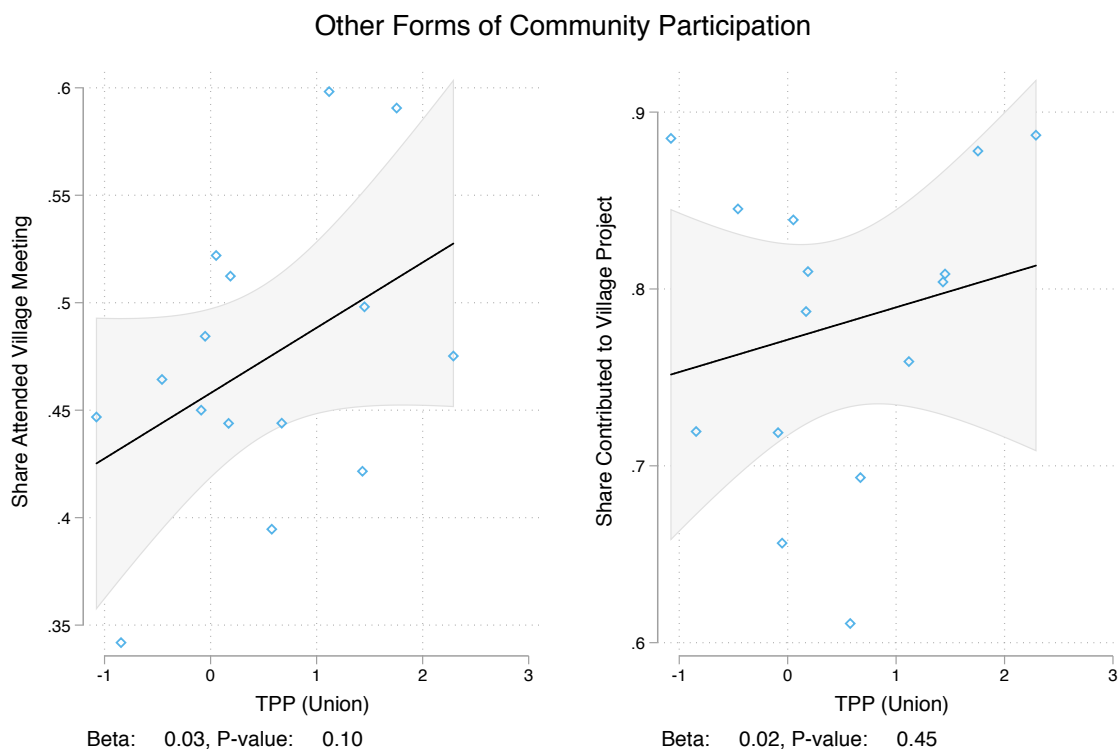 Other Forms of Community Participation
Share Attended Village Meeting
.6
.55
.5
.45
.4
.35
-1 0 1 2 3
TPP (Union)
Beta: 0.03, P-value: 0.10
Share Contributed to Village Project
.9
.8
.7
.6
-1 0 1 2 3
TPP (Union)
Beta: 0.02, P-value: 0.45